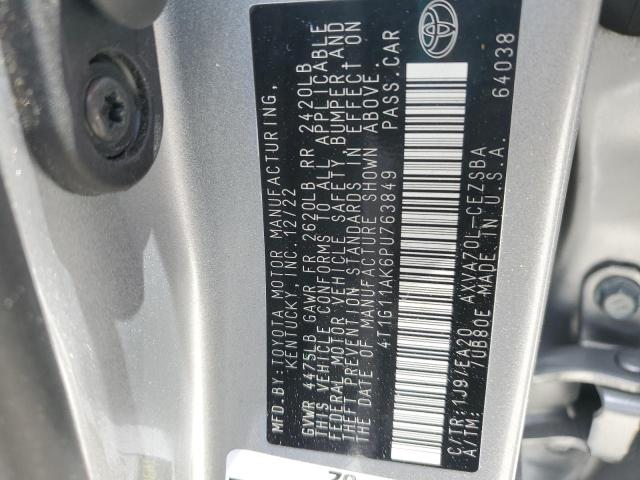 MFD.BY:TOYOTA MOTOR MANUFACTURING,
KENTUCKY, INC. 12/22
GVWR 4475LB GAWR FR 2620LB RR 2420LB
THIS VEHICLE CONFORMS TO ALL APPLICABLE
FEDERAL MOTOR VEHICLE SAFETY, BUMPER AND
THEFT PREVENTION STANDARDS IN EFFECT ON
THE DATE OF MANUFACTURE SHOWN ABOVE.
4T1G11AK6PU763849 PASS.CAR
C/TR:1J9/EA20 AXVA70L-CEZSBA
A/TM: /UB80E MADE IN U.S.A. 64038